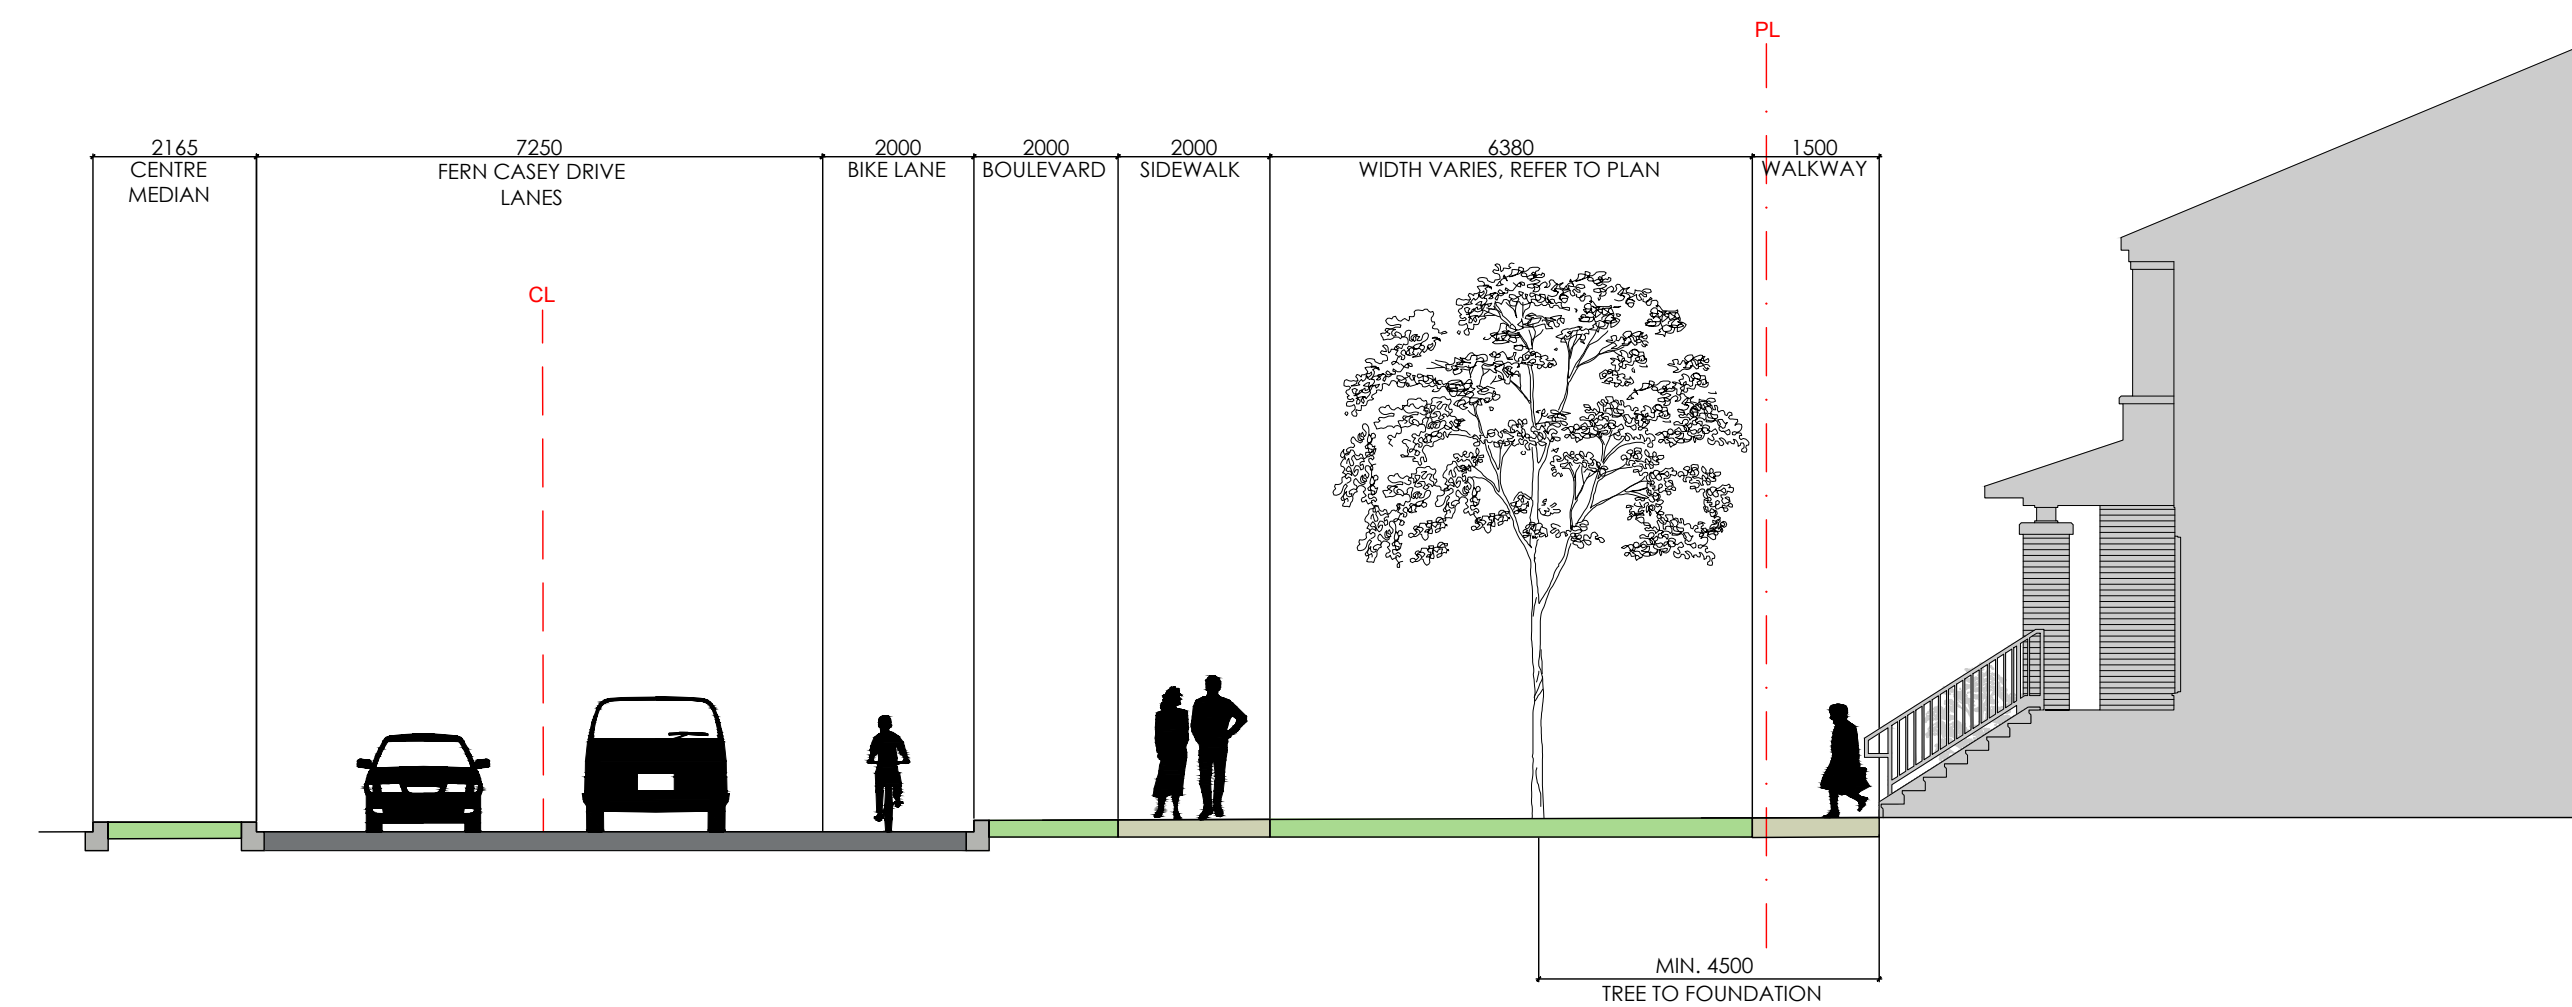 PL
2165
CENTRE
MEDIAN
7250
FERN CASEY DRIVE
LANES
2000
BIKE LANE
2000
BOULEVARD
2000
SIDEWALK
6380
WIDTH VARIES, REFER TO PLAN
1500
WALKWAY
CL
MIN. 4500
TREE TO FOUNDATION